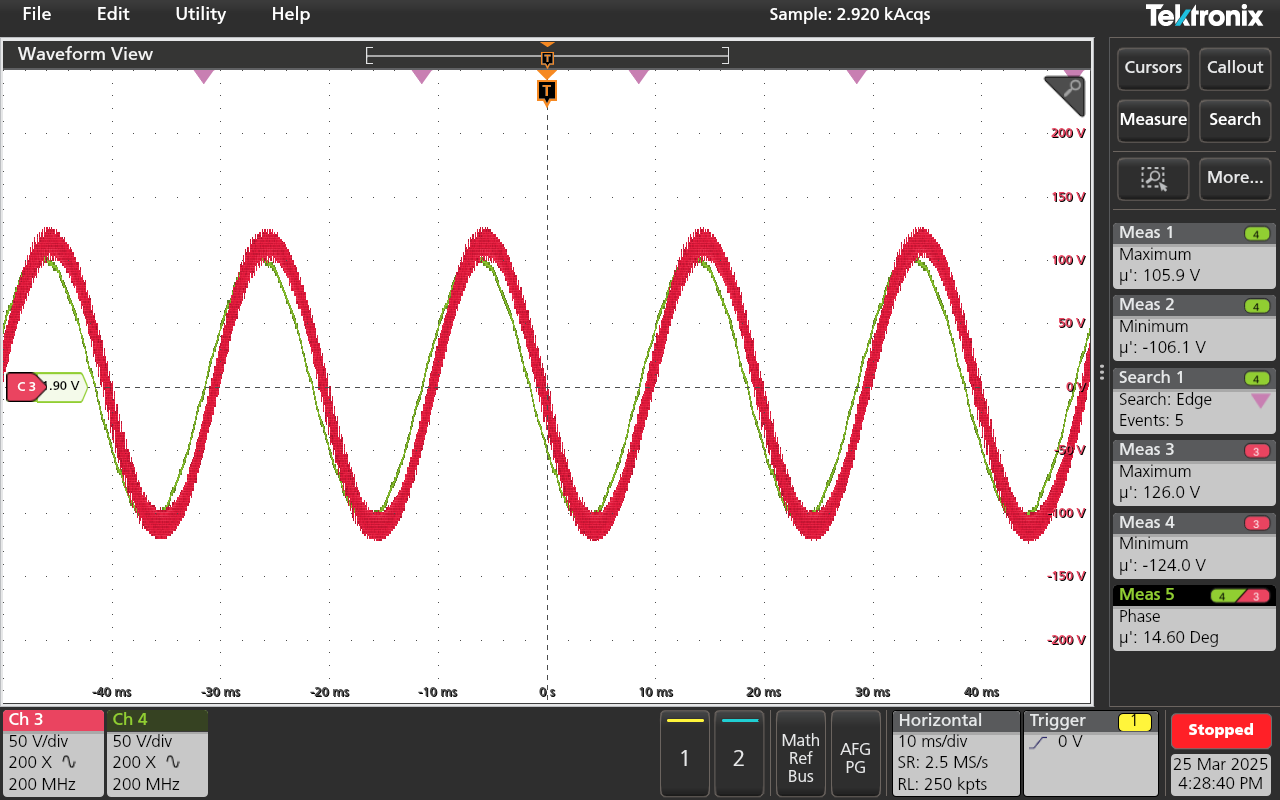 File Edit Utility Help Sample: 2.920 kAcqs Tektronix
Waveform View
T
T
200 V
150 V
100 V
50 V
0 V
-50 V
-100 V
-150 V
-200 V
C 3 1.90 V
-40 ms -30 ms -20 ms -10 ms 0 s 10 ms 20 ms 30 ms 40 ms
Cursors Callout
Measure Search
More...
Meas 1 4
Maximum
µ': 105.9 V
Meas 2 4
Minimum
µ': -106.1 V
Search 1 4
Search: Edge
Events: 5
Meas 3 3
Maximum
µ': 126.0 V
Meas 4 3
Minimum
µ': -124.0 V
Meas 5 4 3
Phase
µ': 14.60 Deg
Ch 3
50 V/div
200 X
200 MHz
Ch 4
50 V/div
200 X
200 MHz
1
2
Math
Ref
Bus
AFG
PG
Horizontal
10 ms/div
SR: 2.5 MS/s
RL: 250 kpts
Trigger 1
0 V
Stopped
25 Mar 2025
4:28:40 PM